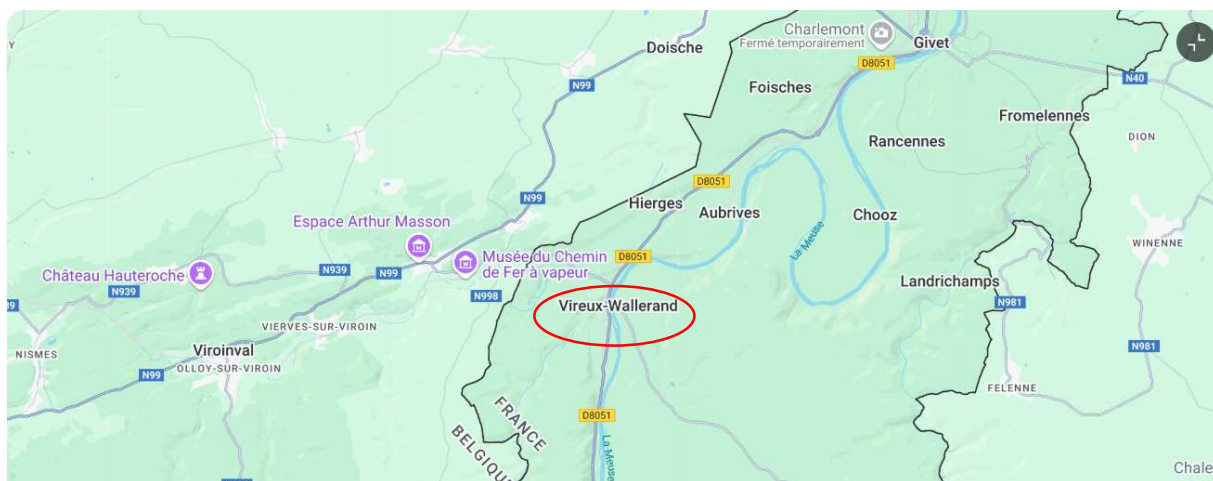 Charlemont
Fermé temporairement
Givet
Doische
D8051
N40
N99
Foisches
Fromelennes
DION
Rancennes
D8051
N99
Hierges
Aubrives
Chooz
Espace Arthur Masson
La Meuse
WINENNE
D8051
Musée du Chemin
de Fer à vapeur
Château Hauteroche
N939
N99
N939
N998
Landrichamps
N981
Vireux-Wallerand
VIERVES-SUR-VIROIN
N981
NISMES
Viroinval
OLLOY-SUR-VIROIN
N99
FELENNE
D8051
FRANCE
BELGIQU
La Meuse
Chale